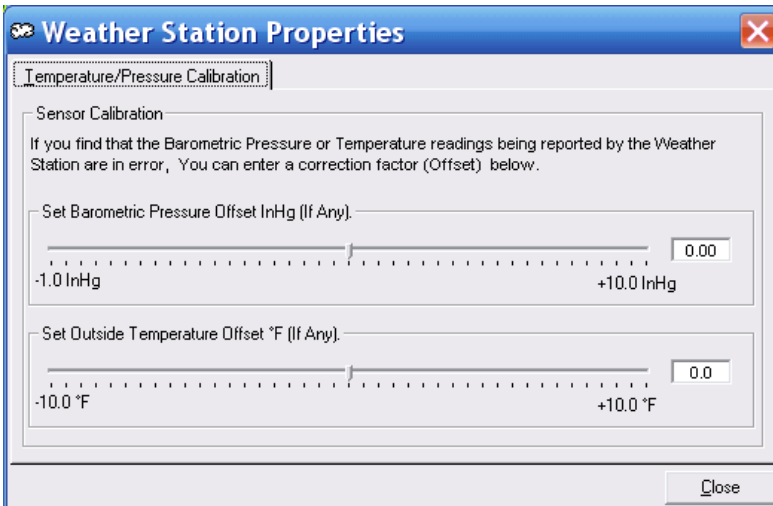 Weather Station Properties
Temperature/Pressure Calibration
Sensor Calibration
If you find that the Barometric Pressure or Temperature readings being reported by the Weather
Station are in error, You can enter a correction factor (Offset) below.
Set Barometric Pressure Offset InHg (If Any).
0.00
-1.0 InHg
+10.0 InHg
Set Outside Temperature Offset °F (If Any).
0.0
-10.0 °F
+10.0 °F
Close